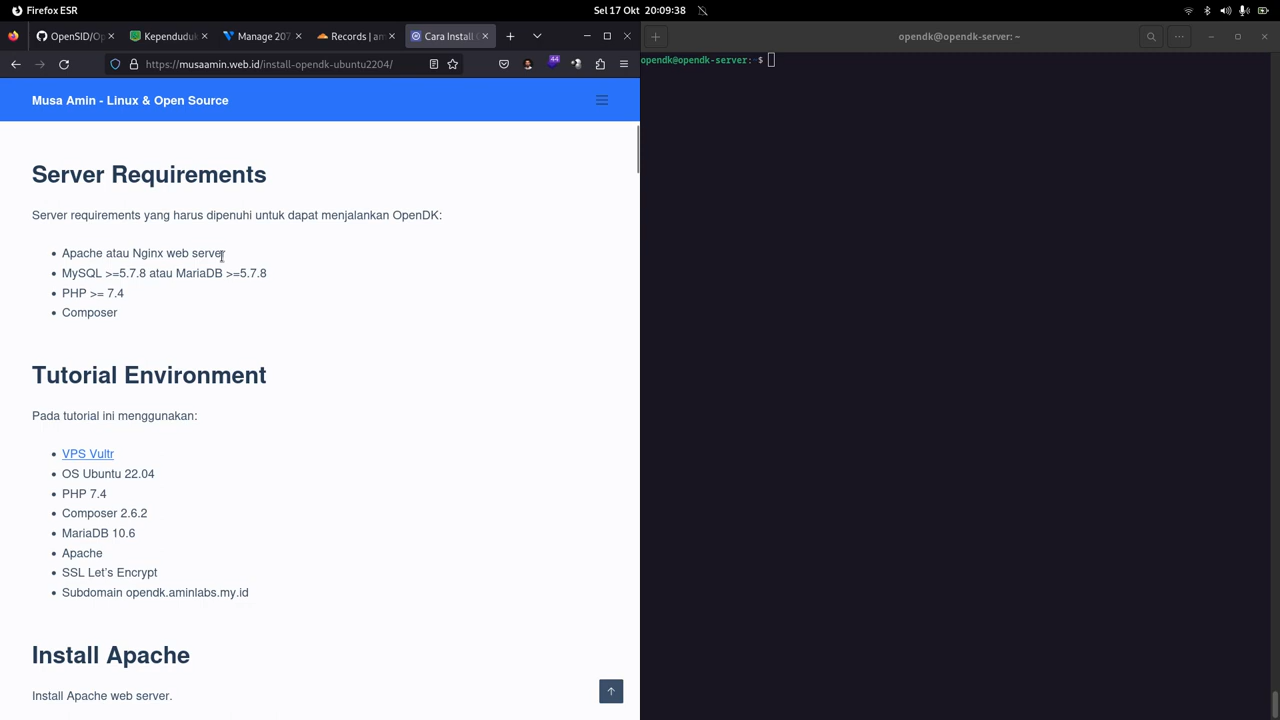 Firefox ESR
Sel 17 Okt 20:09:38
OpenSID/Op
Kependuduk
Manage 207
Records | am
Cara Install O
https://musaamin.web.id/install-opendk-ubuntu2204/
44
Musa Amin - Linux & Open Source
Server Requirements
Server requirements yang harus dipenuhi untuk dapat menjalankan OpenDK:
Apache atau Nginx web server
MySQL >=5.7.8 atau MariaDB >=5.7.8
PHP >= 7.4
Composer
Tutorial Environment
Pada tutorial ini menggunakan:
VPS Vultr
OS Ubuntu 22.04
PHP 7.4
Composer 2.6.2
MariaDB 10.6
Apache
SSL Let's Encrypt
Subdomain opendk.aminlabs.my.id
Install Apache
Install Apache web server.
opendk@opendk-server: ~
opendk@opendk-server:~$